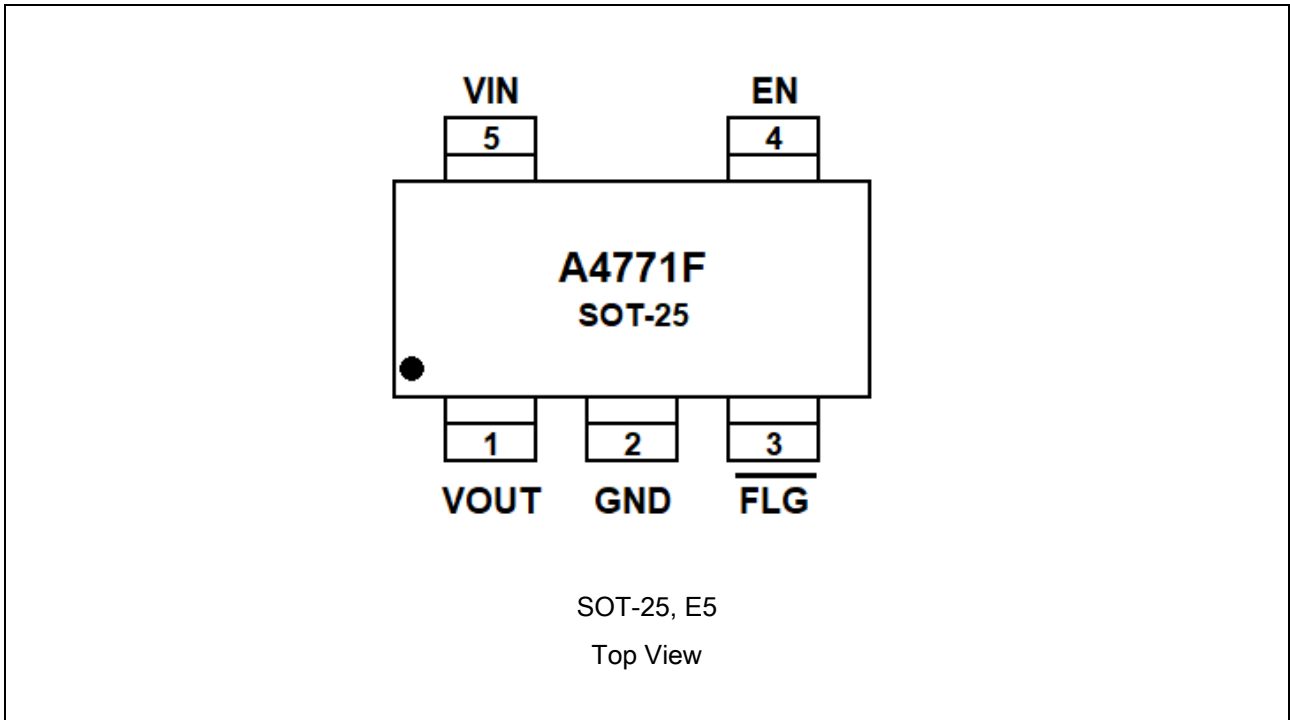 VIN EN
5 4
A4771F
SOT-25
1 2 3
VOUT GND FLG
SOT-25, E5
Top View